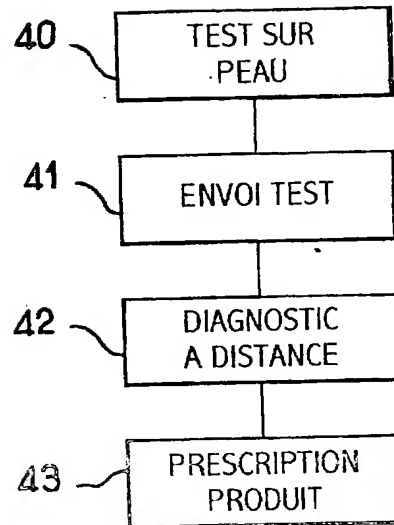 40
TEST SUR
PEAU
41
ENVOI TEST
42
DIAGNOSTIC
A DISTANCE
43
PRESCRIPTION
PRODUIT